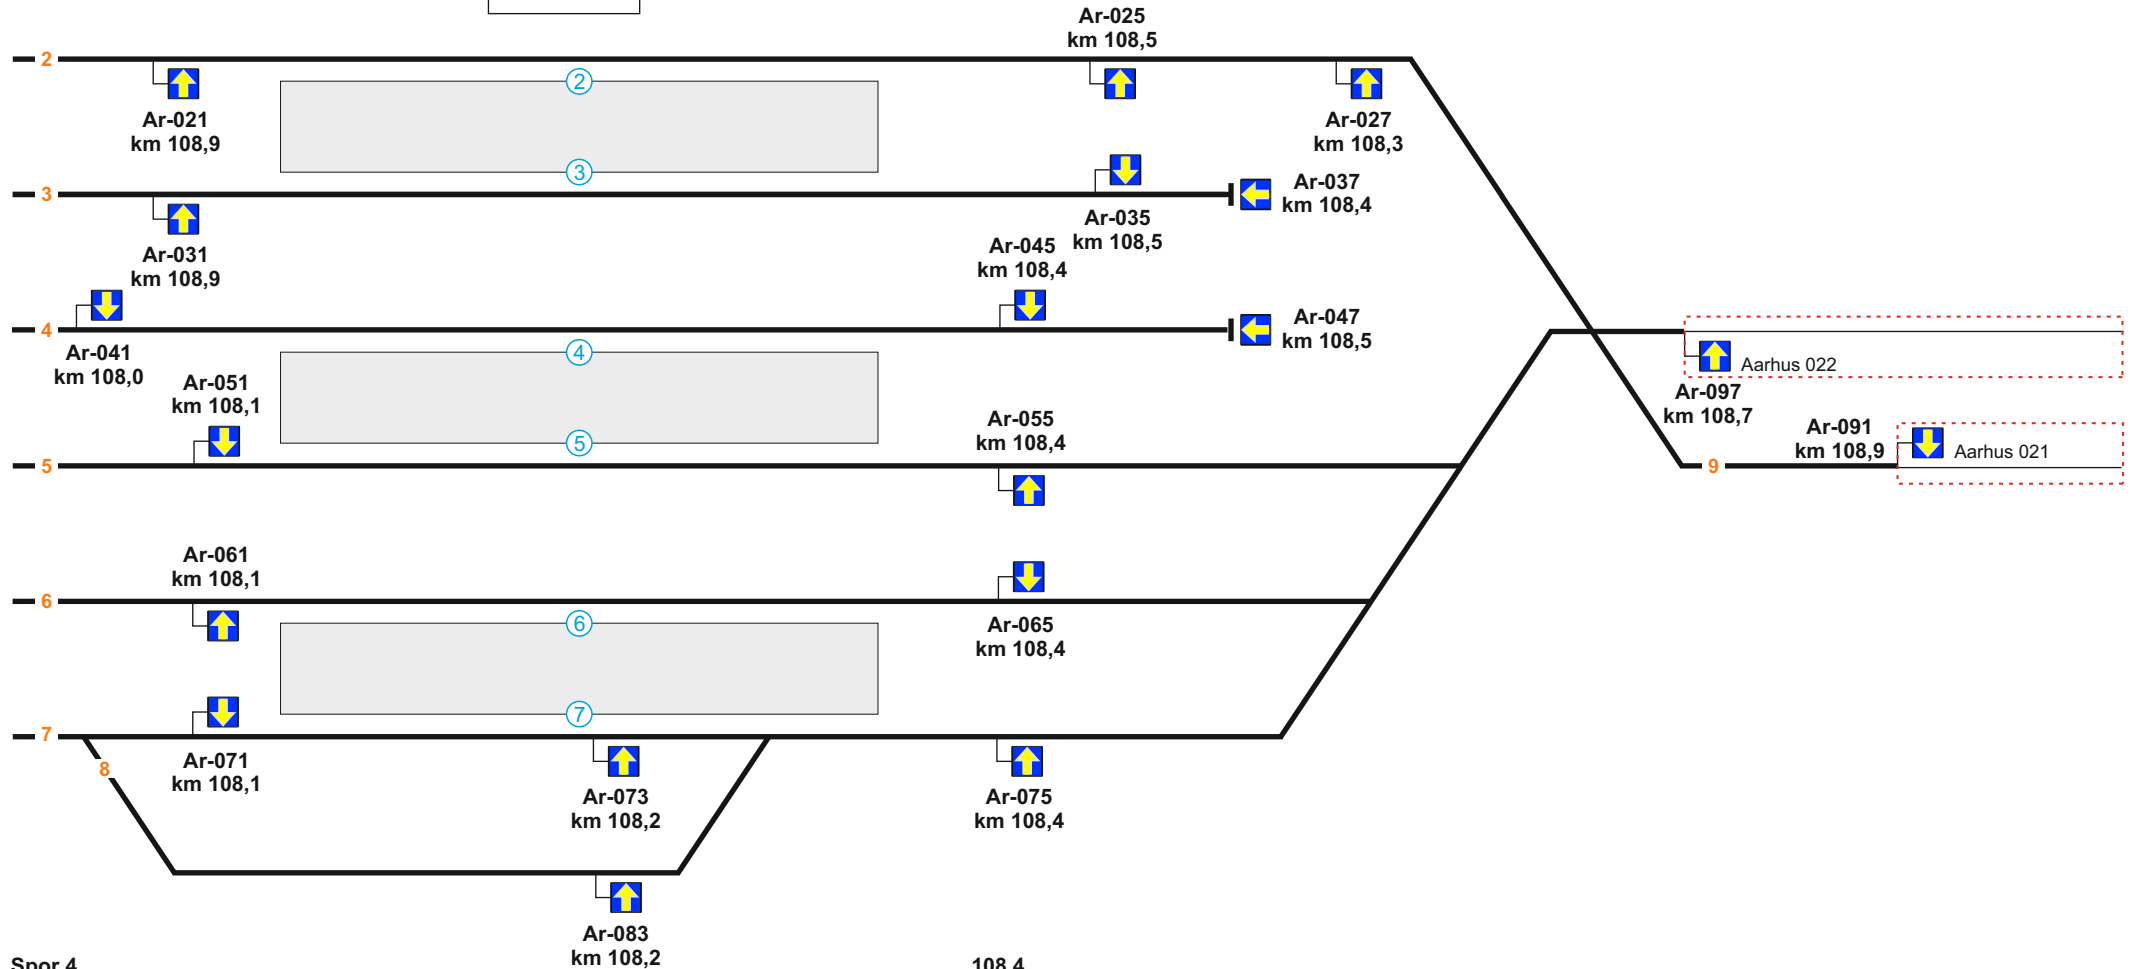 Ar-025
km 108,5
2
2
Ar-021
km 108,9
Ar-027
km 108,3
3
3
Ar-037
km 108,4
Ar-035
km 108,5
Ar-031
km 108,9
Ar-045
km 108,4
4
Ar-047
km 108,5
Ar-041
km 108,0
4
Aarhus 022
Ar-051
km 108,1
Ar-097
km 108,7
Ar-055
km 108,4
Ar-091
km 108,9
Aarhus 021
5
5
9
Ar-061
km 108,1
6
6
Ar-065
km 108,4
7
7
8
Ar-071
km 108,1
Ar-073
km 108,2
Ar-075
km 108,4
Ar-083
km 108,2
Spor 4
108,4